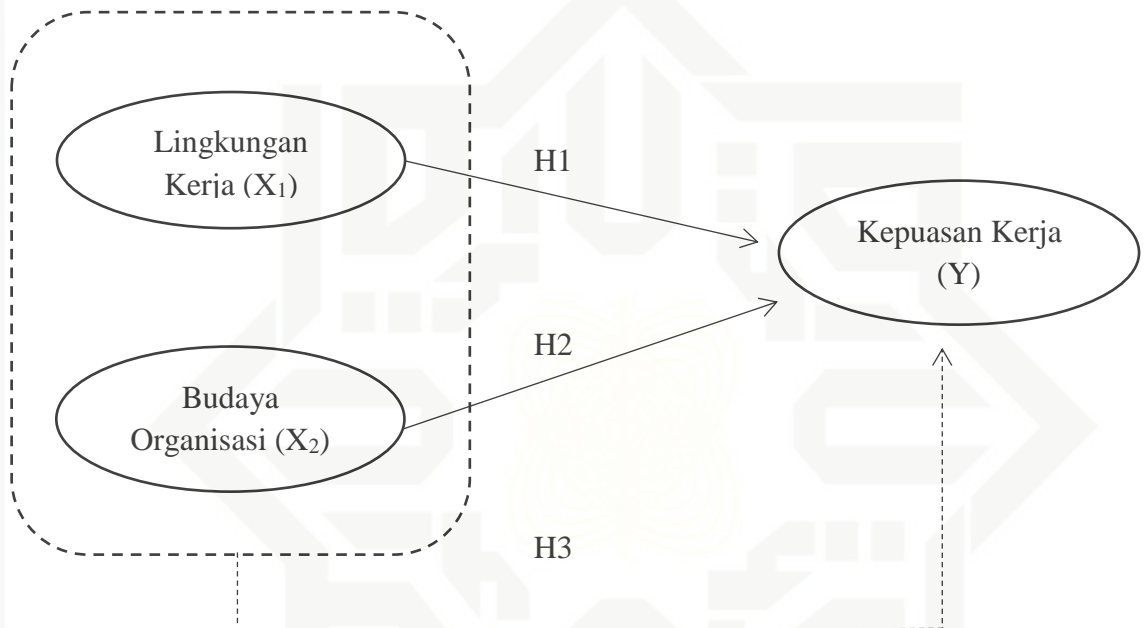 Lingkungan
Kerja (X₁)
H1
Kepuasan Kerja
(Y)
H2
Budaya
Organisasi (X₂)
H3